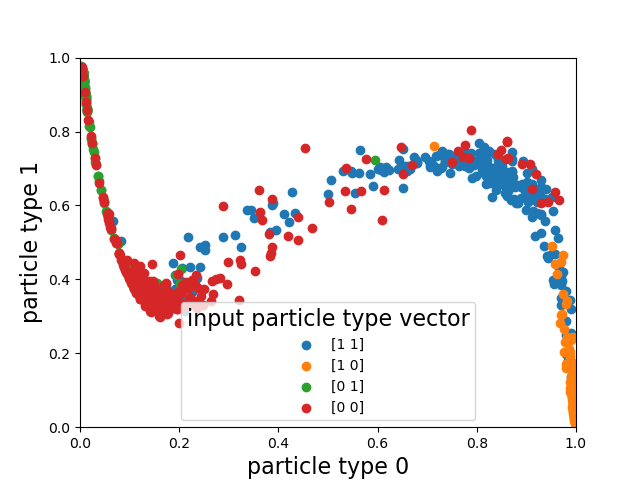 1.0
0.8
0.6
0.4
0.2
0.0
particle type 1
input particle type vector
[1 1]
[1 0]
[0 1]
[0 0]
0.0 0.2 0.4 0.6 0.8 1.0
particle type 0